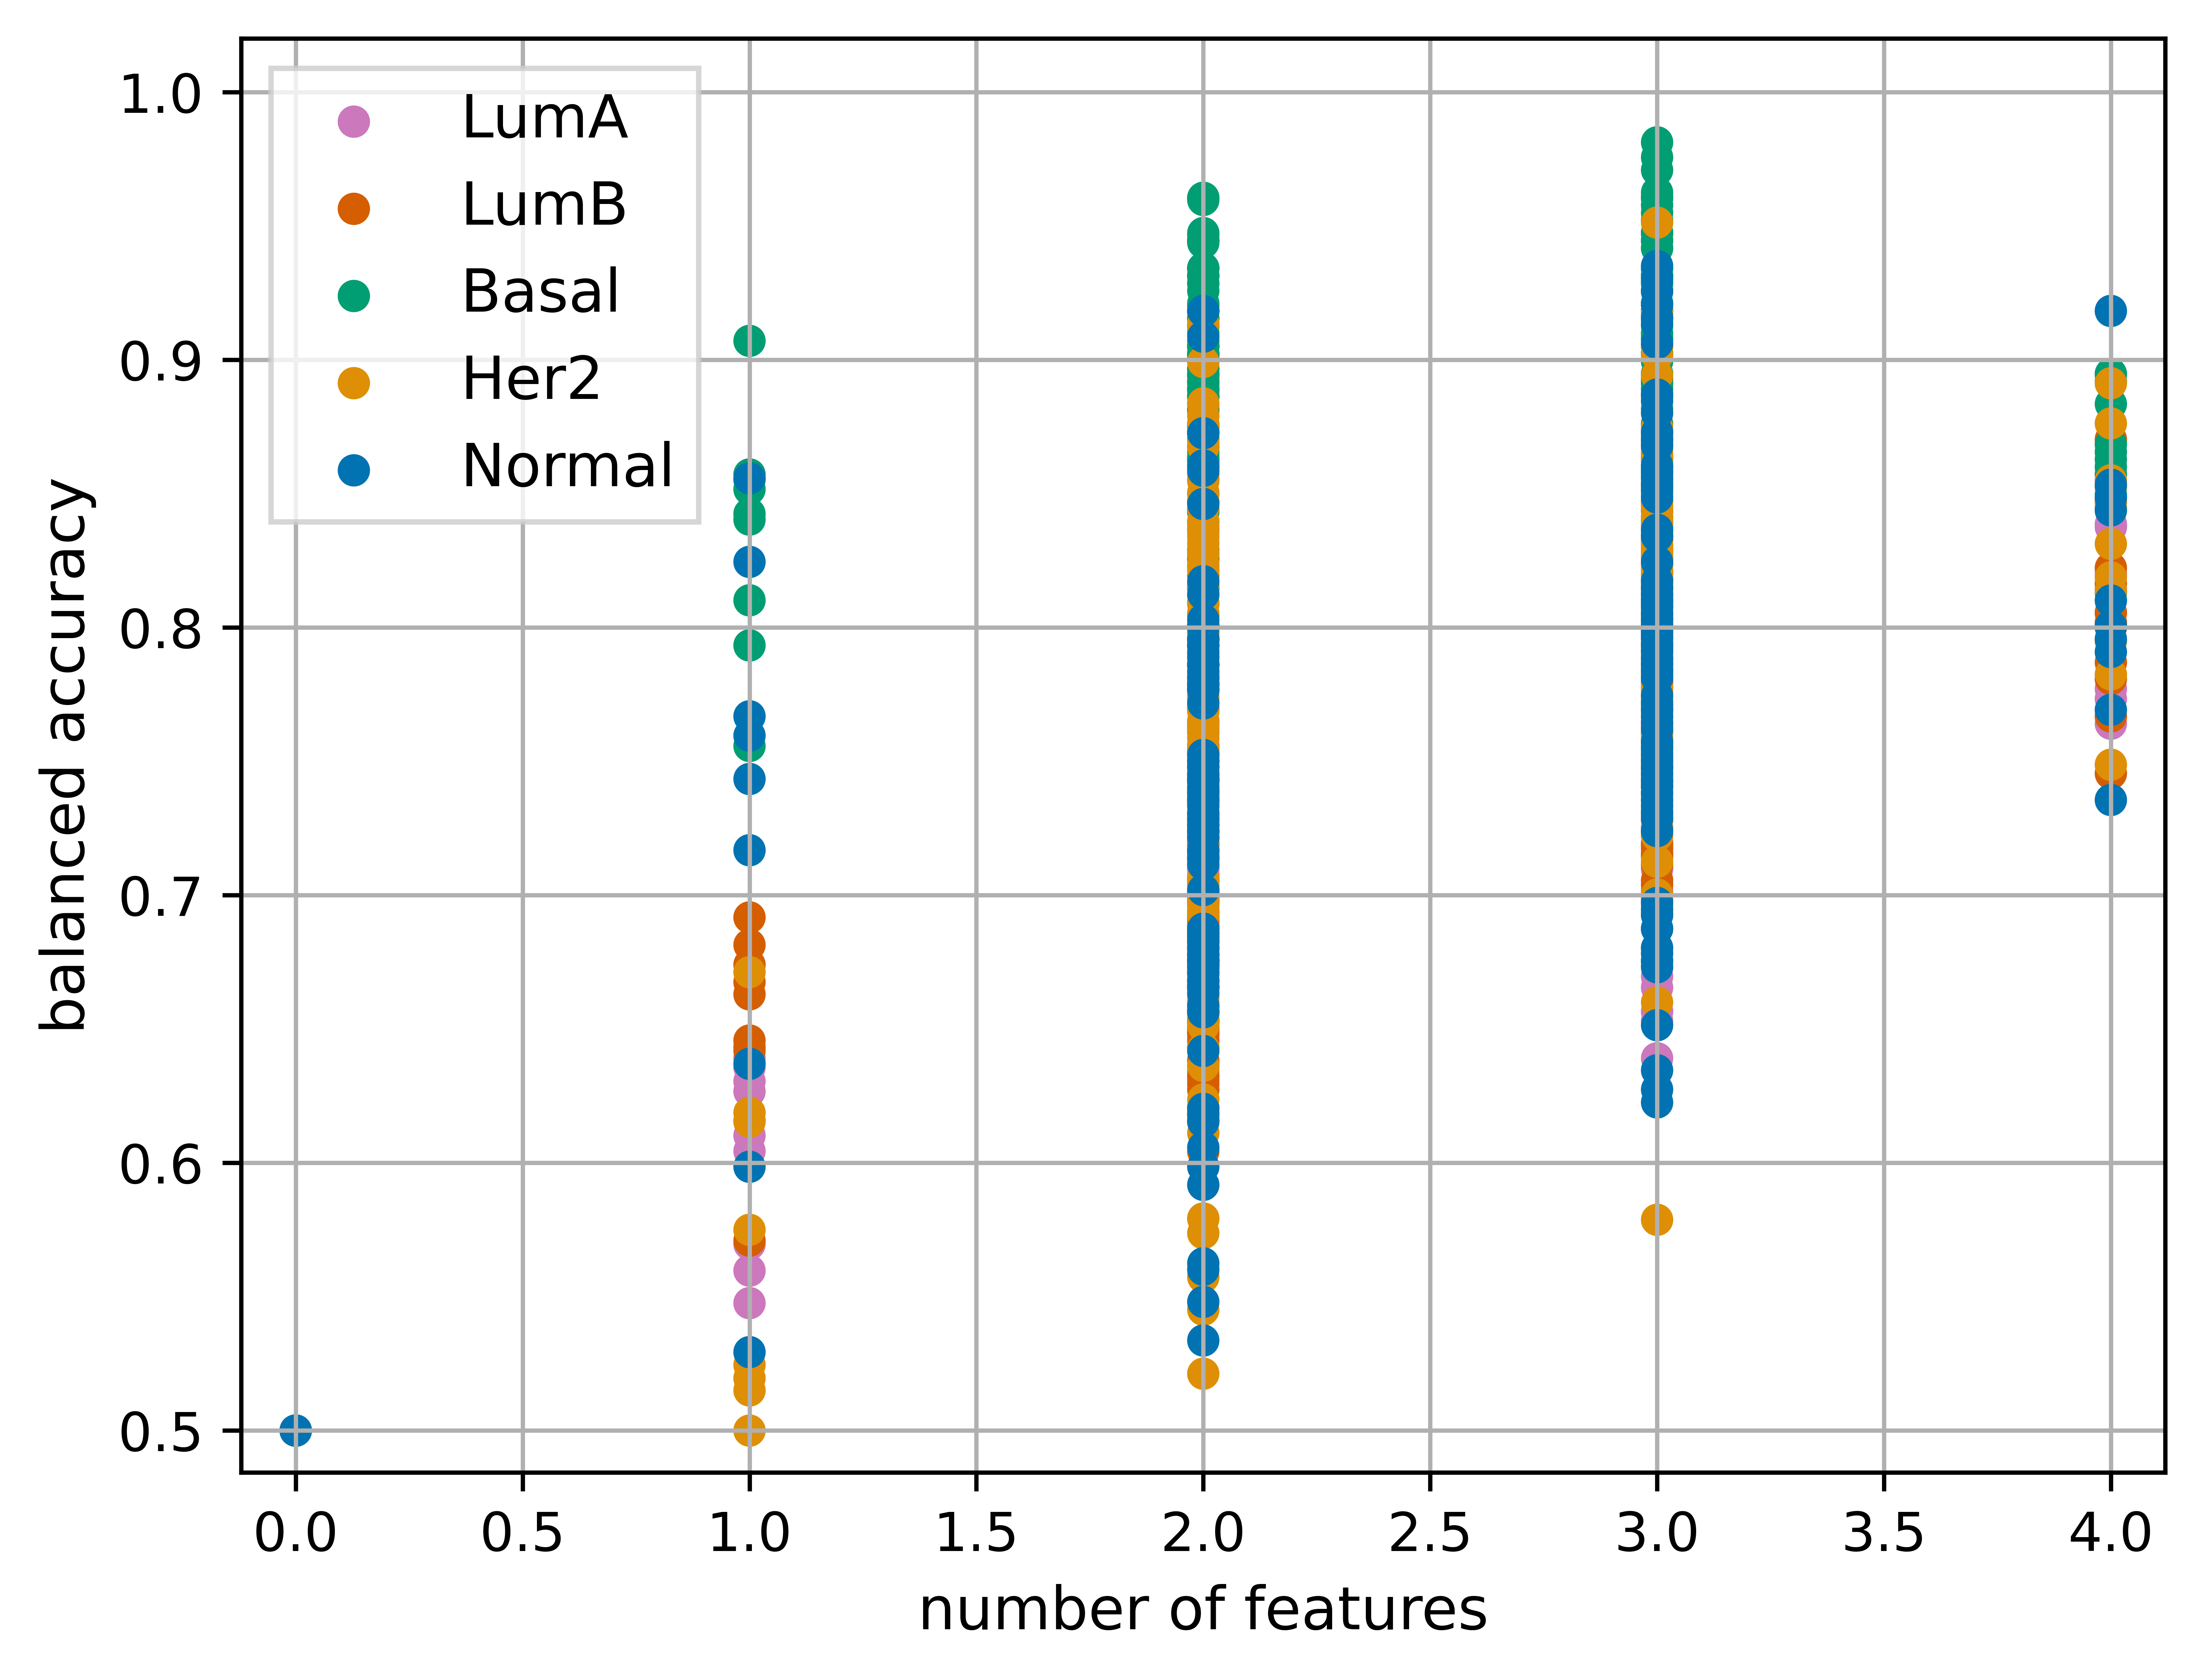 1.0
0.9
0.8
0.7
0.6
0.5
balanced accuracy
LumA
LumB
Basal
Her2
Normal
0.0 0.5 1.0 1.5 2.0 2.5 3.0 3.5 4.0
number of features